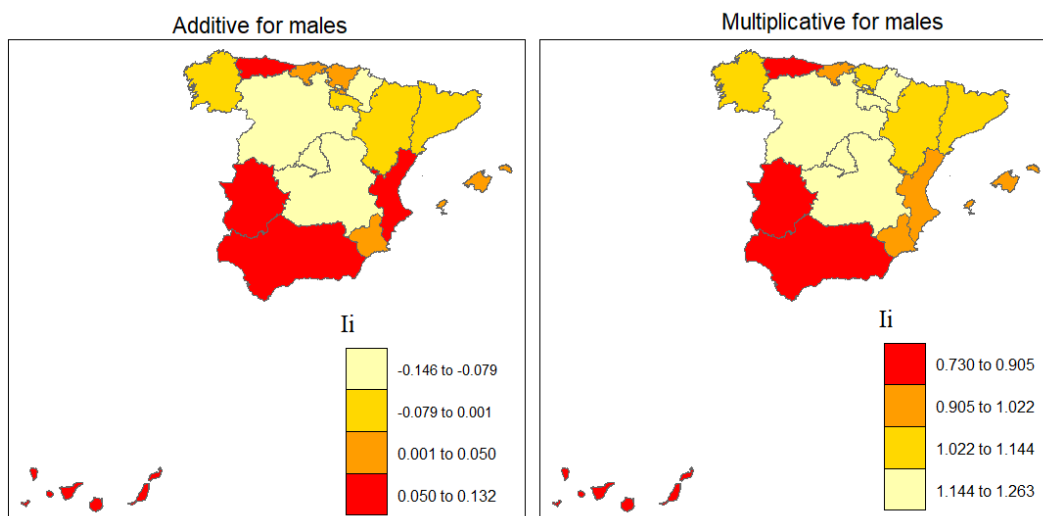 Additive for males
Multiplicative for males
Ii
-0.146 to -0.079
-0.079 to 0.001
0.001 to 0.050
0.050 to 0.132
Ii
0.730 to 0.905
0.905 to 1.022
1.022 to 1.144
1.144 to 1.263